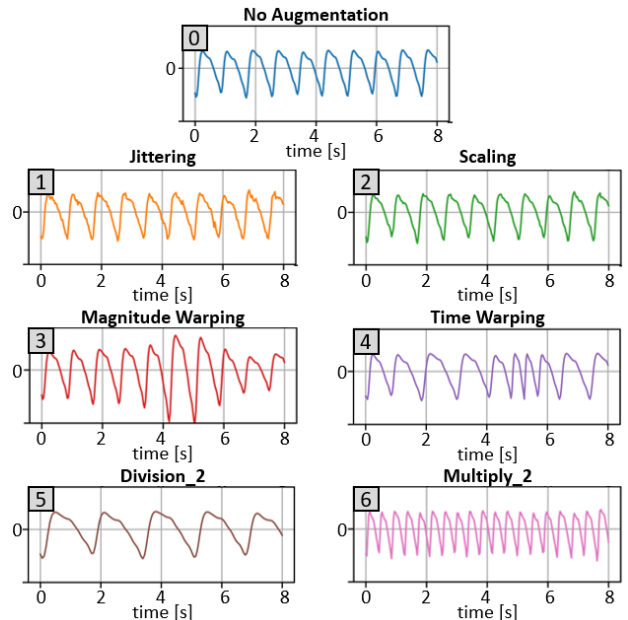 No Augmentation
0
0
0 2 4 6 8
time [s]
Jittering
1
0
0 2 4 6 8
time [s]
Scaling
2
0
0 2 4 6 8
time [s]
Magnitude Warping
3
0
0 2 4 6 8
time [s]
Time Warping
4
0
0 2 4 6 8
time [s]
Division_2
5
0
0 2 4 6 8
time [s]
Multiply_2
6
0
0 2 4 6 8
time [s]